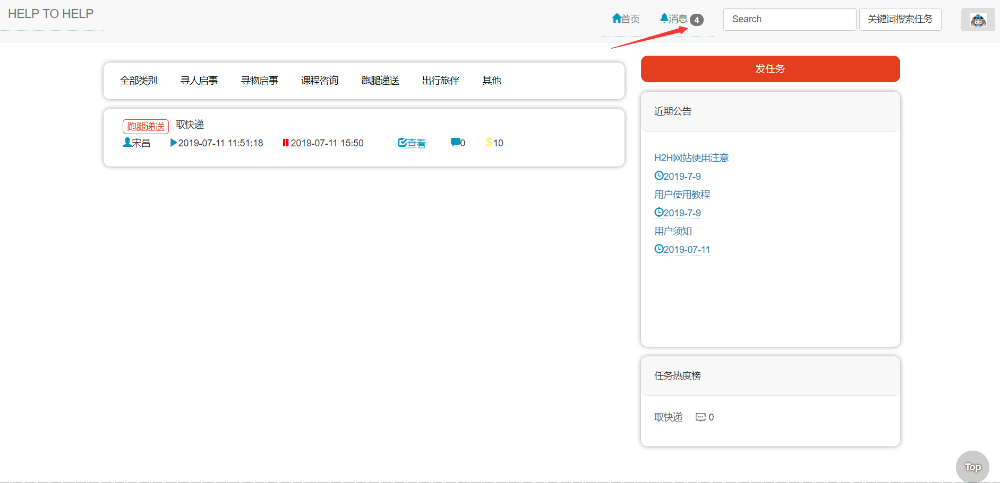 HELP TO HELP
首页 消息 4 Search 关键词搜索任务
全部类别 寻人启事 寻物启事 课程咨询 跑腿递送 出行旅伴 其他
跑腿递送 取快递
宋昌 2019-07-11 11:51:18 2019-07-11 15:50 查看 0 $10
发任务
近期公告
H2H网站使用注意
2019-7-9
用户使用教程
2019-7-9
用户须知
2019-07-11
任务热度榜
取快递 0
Top